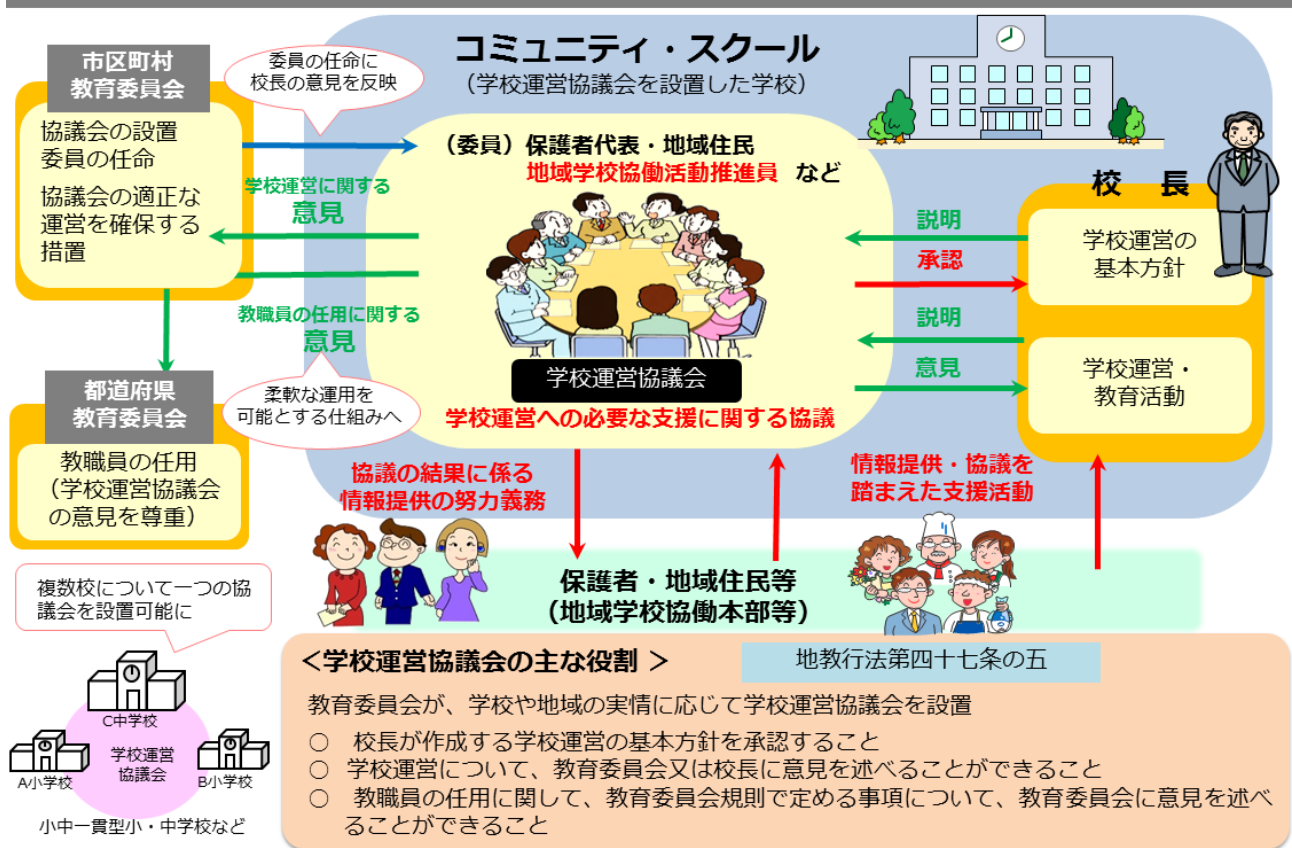 コミュニティ・スクール
(学校運営協議会を設置した学校)
市区町村
教育委員会
協議会の設置
委員の任命
協議会の適正な
運営を確保する
措置
委員の任命に
校長の意見を反映
学校運営に関する
意見
教職員の任用に関する
意見
柔軟な運用を
可能とする仕組みへ
都道府県
教育委員会
教職員の任用
(学校運営協議会
の意見を尊重)
(委員)保護者代表・地域住民
地域学校協働活動推進員 など
学校運営協議会
学校運営への必要な支援に関する協議
校 長
説明
承認
学校運営の
基本方針
説明
意見
学校運営・
教育活動
協議の結果に係る
情報提供の努力義務
情報提供・協議を
踏まえた支援活動
保護者・地域住民等
(地域学校協働本部等)
複数校について一つの協
議会を設置可能に
C中学校
学校運営
協議会
A小学校
B小学校
小中一貫型小・中学校など
<学校運営協議会の主な役割 >
地教行法第四十七条の五
教育委員会が、学校や地域の実情に応じて学校運営協議会を設置
○ 校長が作成する学校運営の基本方針を承認すること
○ 学校運営について、教育委員会又は校長に意見を述べることができること
○ 教職員の任用に関して、教育委員会規則で定める事項について、教育委員会に意見を述べ
ることができること